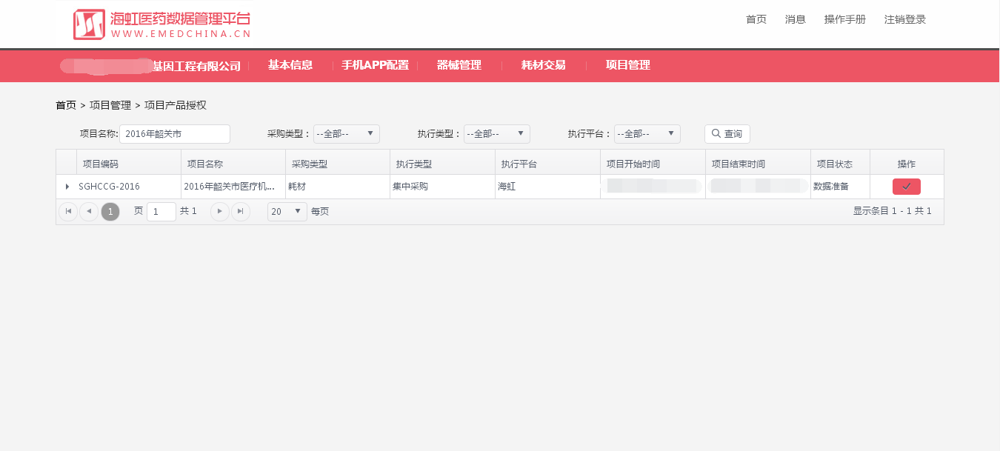 海虹医药数据管理平台
WWW.EMEDCHINA.CN
首页 消息 操作手册 注销登录
基因工程有限公司 基本信息 手机APP配置 器械管理 耗材交易 项目管理
首页 > 项目管理 > 项目产品授权
项目名称: 2016年韶关市 采购类型： --全部-- 执行类型： --全部-- 执行平台： --全部-- 查询
项目编码 项目名称 采购类型 执行类型 执行平台 项目开始时间 项目结束时间 项目状态 操作
SGHCCG-2016 2016年韶关市医疗机... 耗材 集中采购 海虹 数据准备
1 页 1 共 1 20 每页 显示条目 1 - 1 共 1